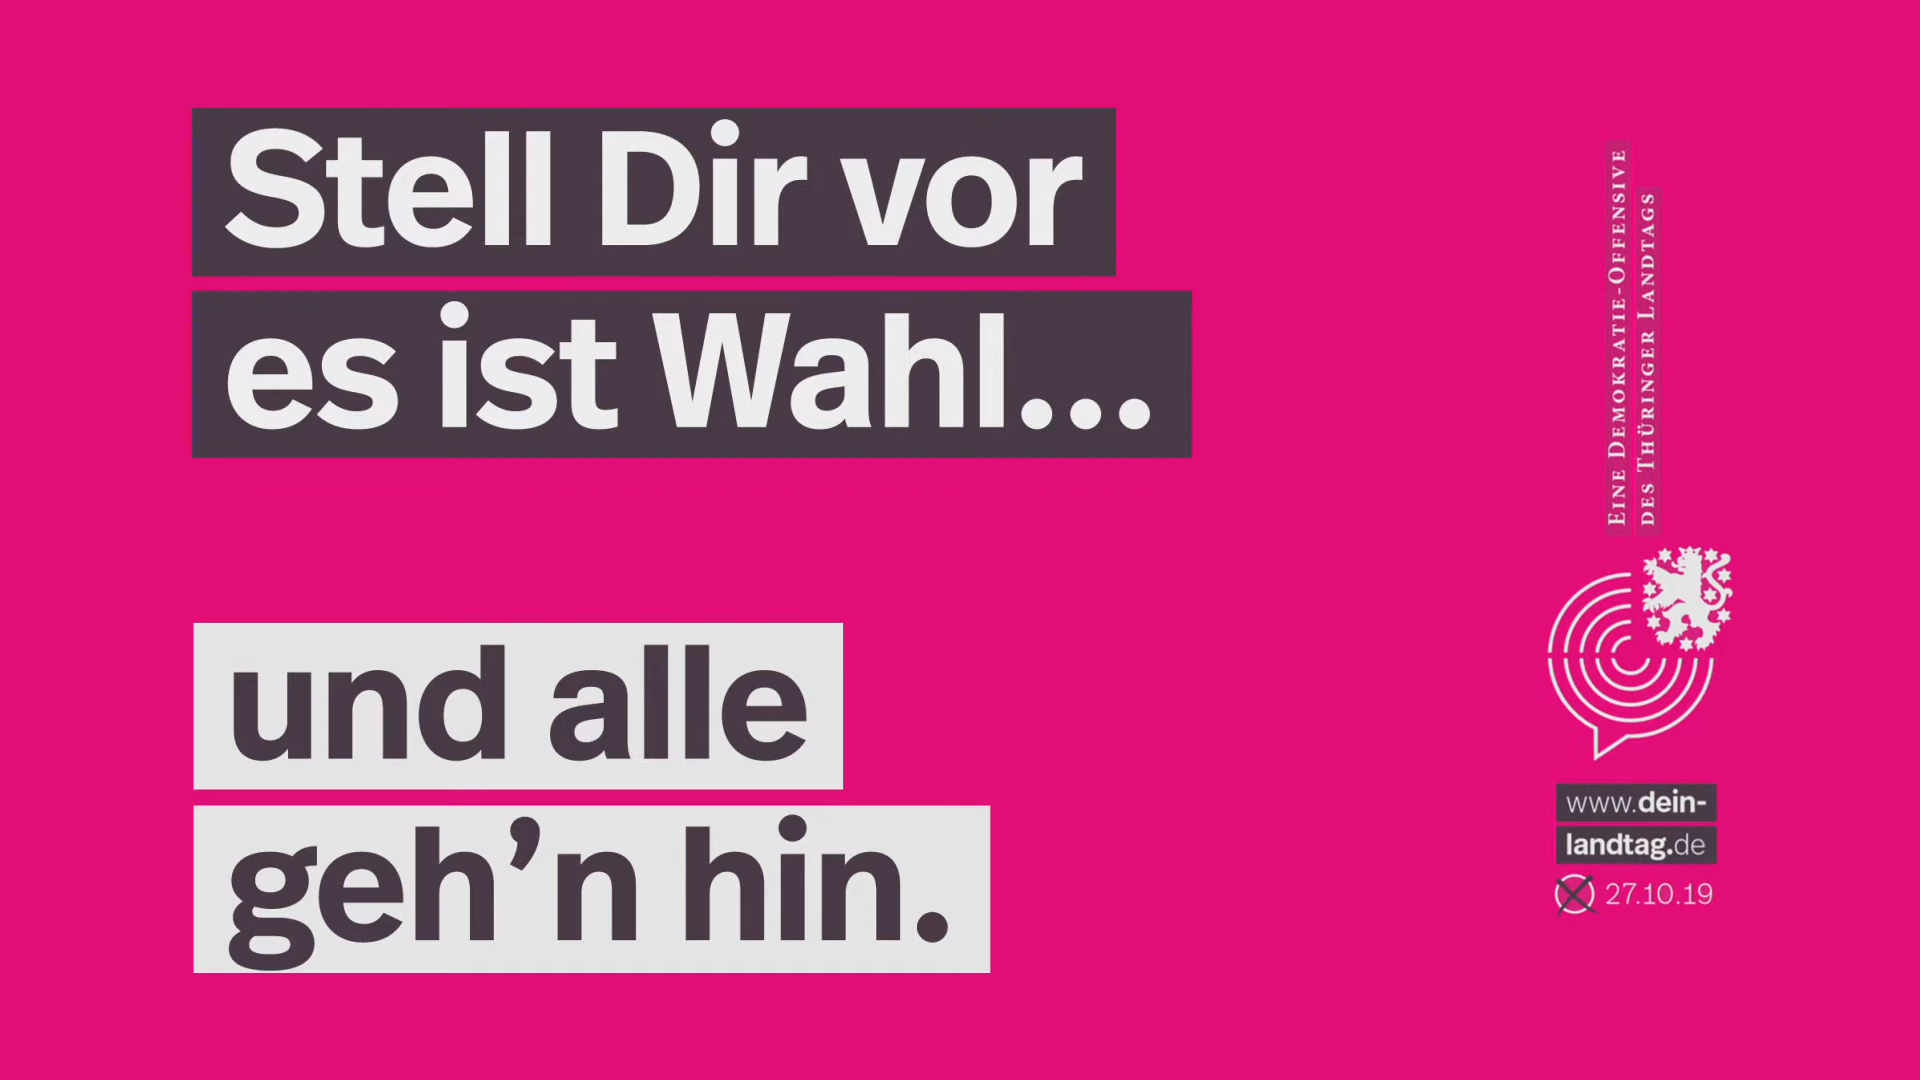 Stell Dir vor
es ist Wahl...
und alle
geh’n hin.
Eine Demokratie-Offensive
des Thüringer Landtags
www.dein-
landtag.de
27.10.19